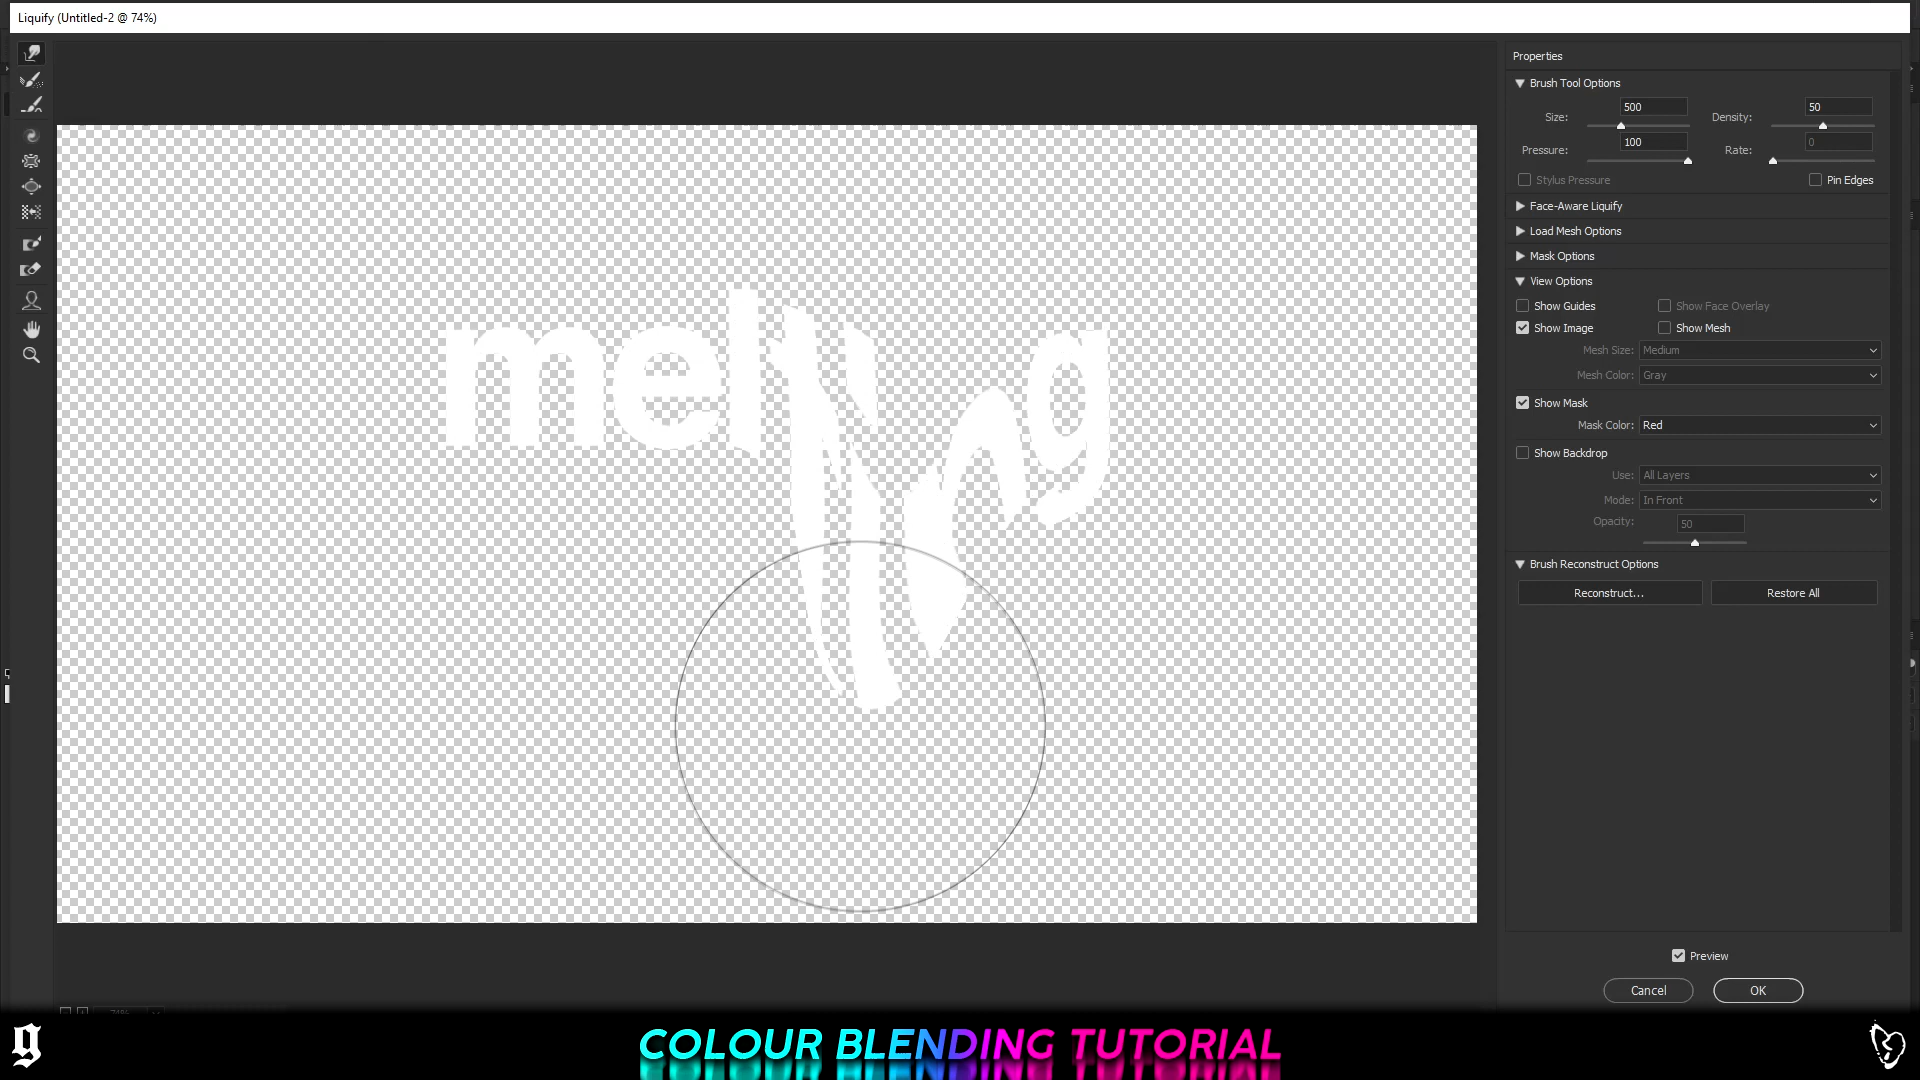 Liquify (Untitled-2 @ 74%)
Properties
Brush Tool Options
Size: 500 Density: 50
Pressure: 100 Rate: 0
Stylus Pressure Pin Edges
Face-Aware Liquify
Load Mesh Options
Mask Options
View Options
Show Guides Show Face Overlay
Show Image Show Mesh
Mesh Size: Medium
Mesh Color: Gray
Show Mask
Mask Color: Red
Show Backdrop
Use: All Layers
Mode: In Front
Opacity: 50
Brush Reconstruct Options
Reconstruct... Restore All
melting
Preview
Cancel OK
74%
g COLOUR BLENDING TUTORIAL